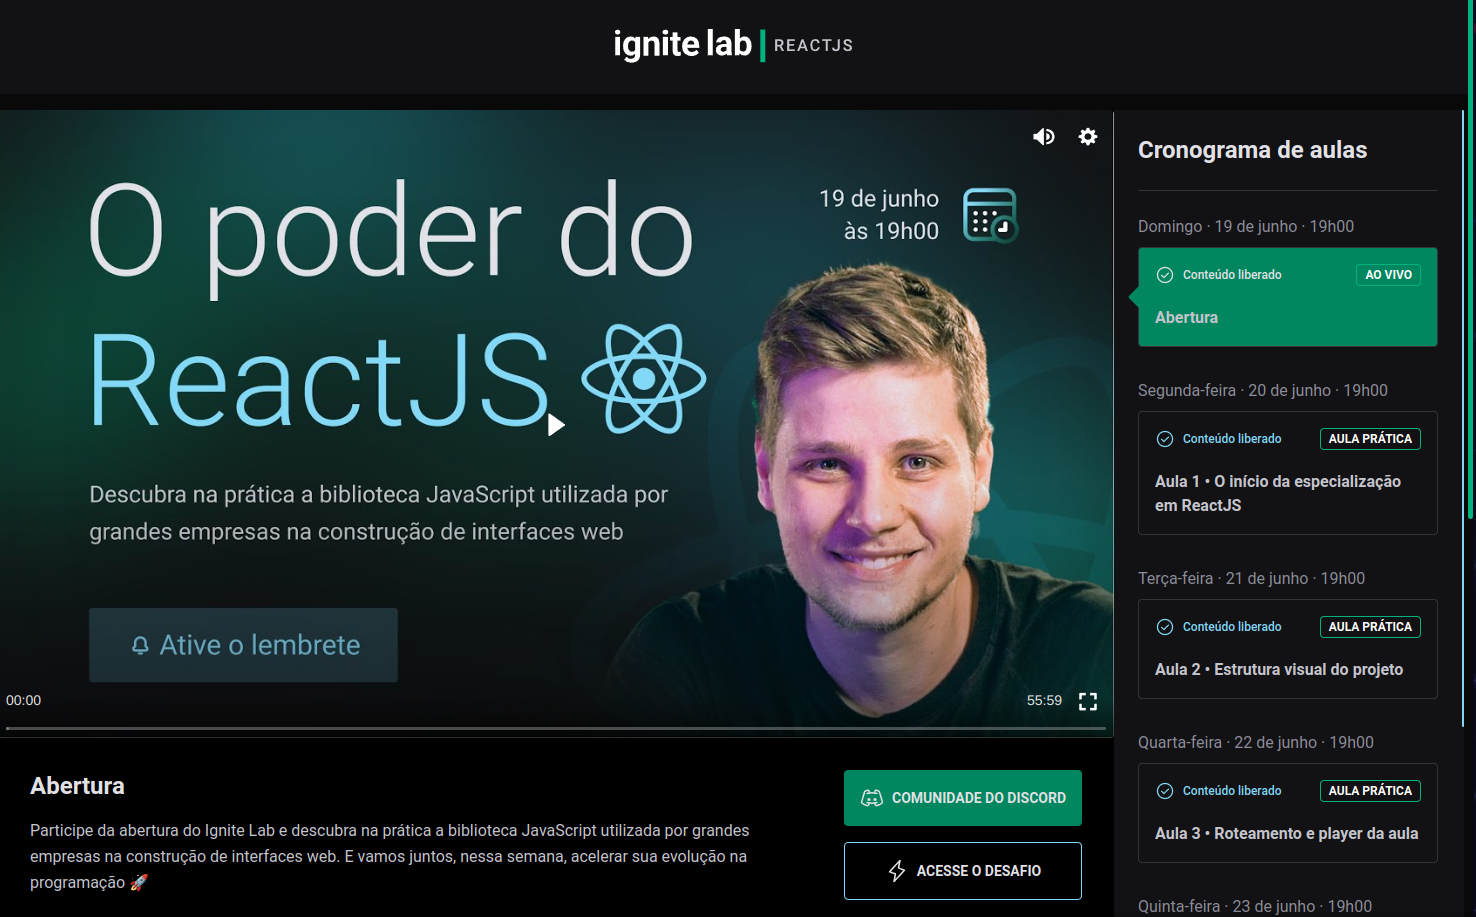 ignite lab | REACTJS
O poder do
ReactJS
19 de junho
às 19h00
Descubra na prática a biblioteca JavaScript utilizada por
grandes empresas na construção de interfaces web
Ative o lembrete
00:00
55:59
Abertura
Participe da abertura do Ignite Lab e descubra na prática a biblioteca JavaScript utilizada por grandes
empresas na construção de interfaces web. E vamos juntos, nessa semana, acelerar sua evolução na
programação 🚀
COMUNIDADE DO DISCORD
ACESSE O DESAFIO
Cronograma de aulas
Domingo · 19 de junho · 19h00
Conteúdo liberado
AO VIVO
Abertura
Segunda-feira · 20 de junho · 19h00
Conteúdo liberado
AULA PRÁTICA
Aula 1 • O início da especialização
em ReactJS
Terça-feira · 21 de junho · 19h00
Conteúdo liberado
AULA PRÁTICA
Aula 2 • Estrutura visual do projeto
Quarta-feira · 22 de junho · 19h00
Conteúdo liberado
AULA PRÁTICA
Aula 3 • Roteamento e player da aula
Quinta-feira · 23 de junho · 19h00